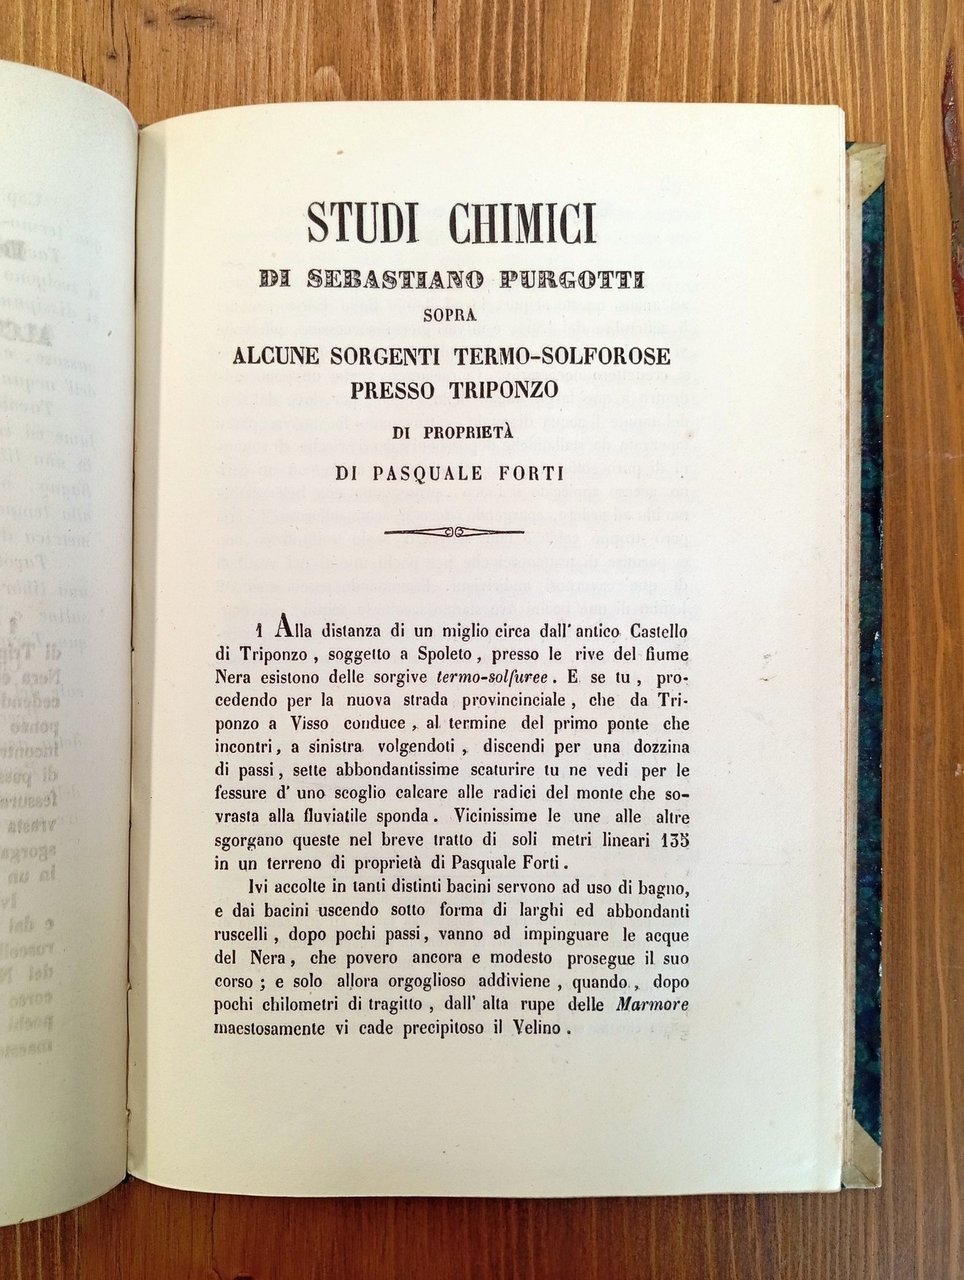 STUDI CHIMICI
DI SEBASTIANO PURGOTTI
SOPRA
ALCUNE SORGENTI TERMO-SOLFOROSE
PRESSO TRIPONZO
DI PROPRIETÀ
DI PASQUALE FORTI
1 Alla distanza di un miglio circa dall' antico Castello
di Triponzo , soggetto a Spoleto , presso le rive del fiume
Nera esistono delle sorgive termo-solfuree . E se tu , pro-
cedendo per la nuova strada provincinciale , che da Tri-
ponzo a Visso conduce , al termine del primo ponte che
incontri , a sinistra volgendoti , discendi per una dozzina
di passi , sette abbondantissime scaturire tu ne vedi per le
fessure d' uno scoglio calcare alle radici del monte che so-
vrasta alla fluviatile sponda . Vicinissime le une alle altre
sgorgano queste nel breve tratto di soli metri lineari 135
in un terreno di proprietà di Pasquale Forti .
Ivi accolte in tanti distinti bacini servono ad uso di bagno,
e dai bacini uscendo sotto forma di larghi ed abbondanti
ruscelli , dopo pochi passi , vanno ad impinguare le acque
del Nera , che povero ancora e modesto prosegue il suo
corso ; e solo allora orgoglioso addiviene , quando , dopo
pochi chilometri di tragitto , dall' alta rupe delle Marmore
maestosamente vi cade precipitoso il Velino .